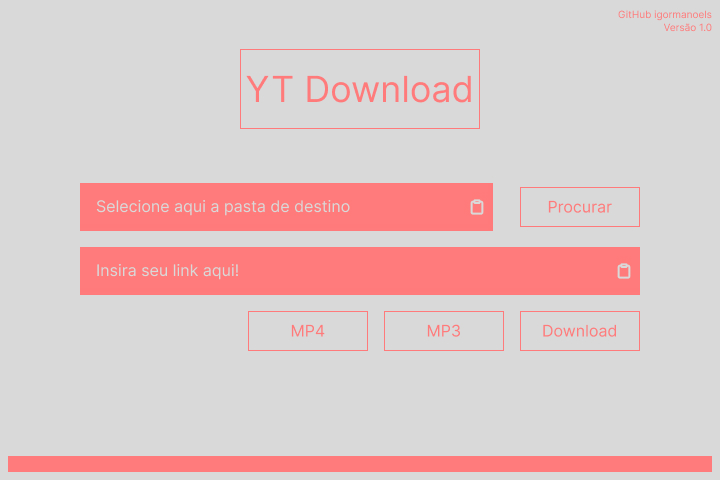 GitHub igormanoels
Versão 1.0
YT Download
Selecione aqui a pasta de destino
Procurar
Insira seu link aqui!
MP4
MP3
Download